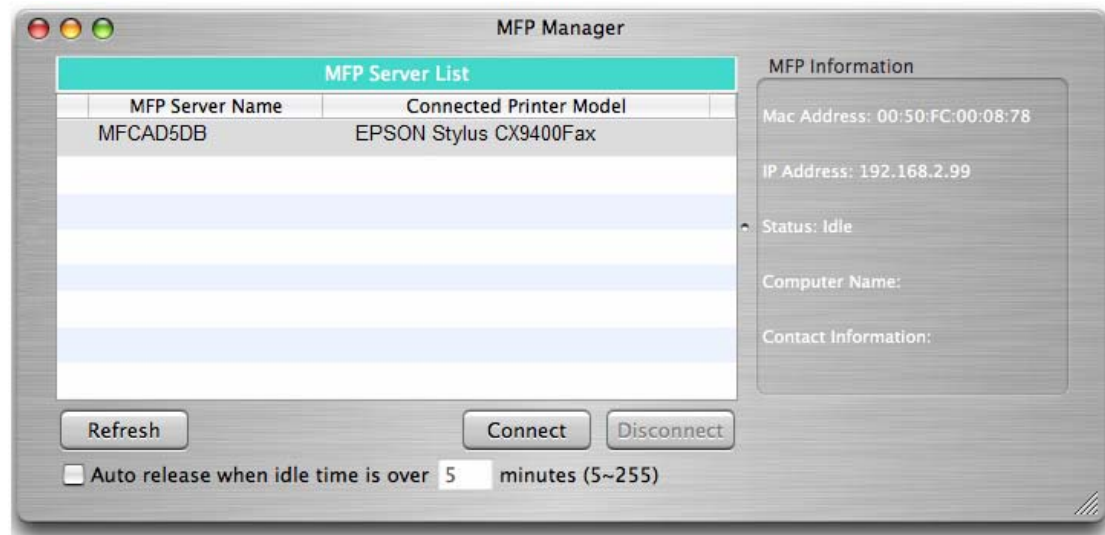 MFP Manager
MFP Server List
MFP Server Name Connected Printer Model
MFCAD5DB EPSON Stylus CX9400Fax
Refresh Connect Disconnect
Auto release when idle time is over 5 minutes (5~255)
MFP Information
Mac Address: 00:50:FC:00:08:78
IP Address: 192.168.2.99
Status: Idle
Computer Name:
Contact Information: